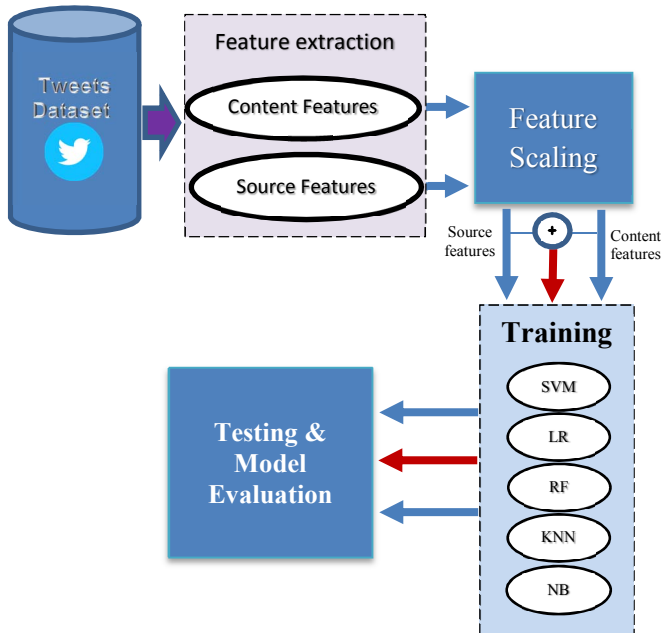 Tweets
Dataset
Feature extraction
Content Features
Source Features
Feature
Scaling
Source
features
+
Content
features
Training
SVM
LR
RF
KNN
NB
Testing &
Model
Evaluation